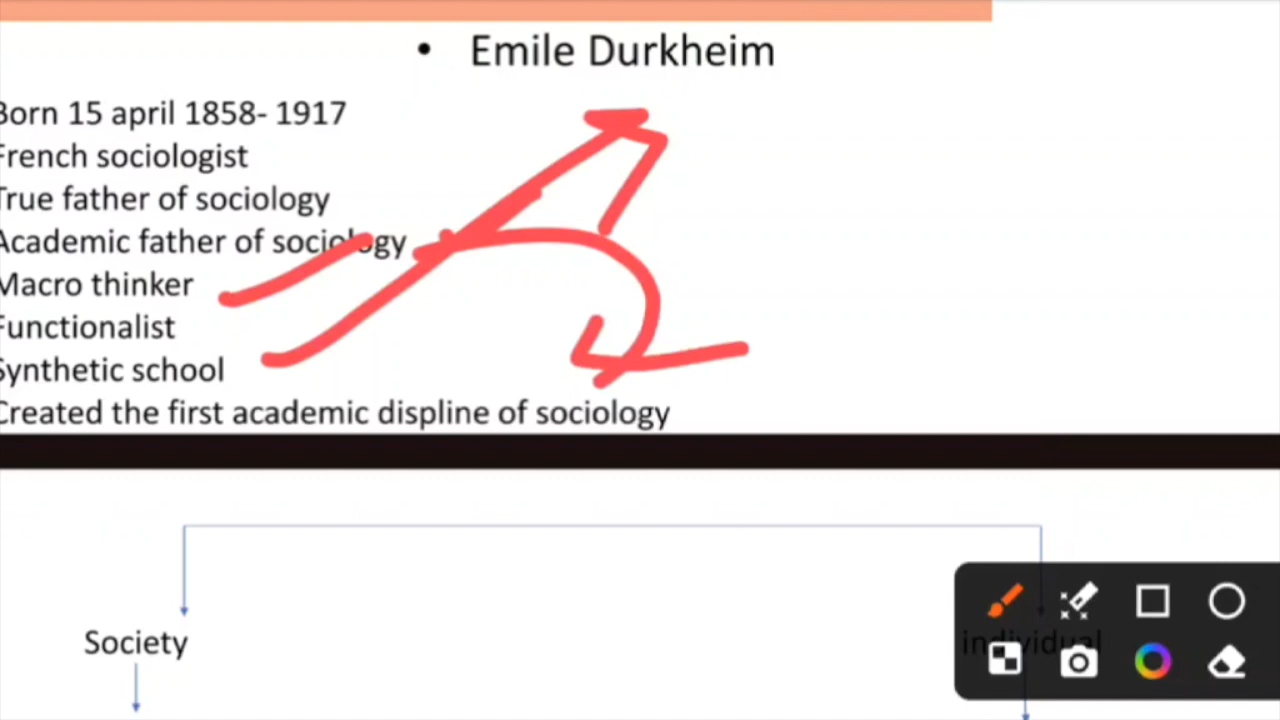 • Emile Durkheim
Born 15 april 1858- 1917
French sociologist
True father of sociology
Academic father of sociology
Macro thinker
Functionalist
Synthetic school
Created the first academic displine of sociology
Society
individual